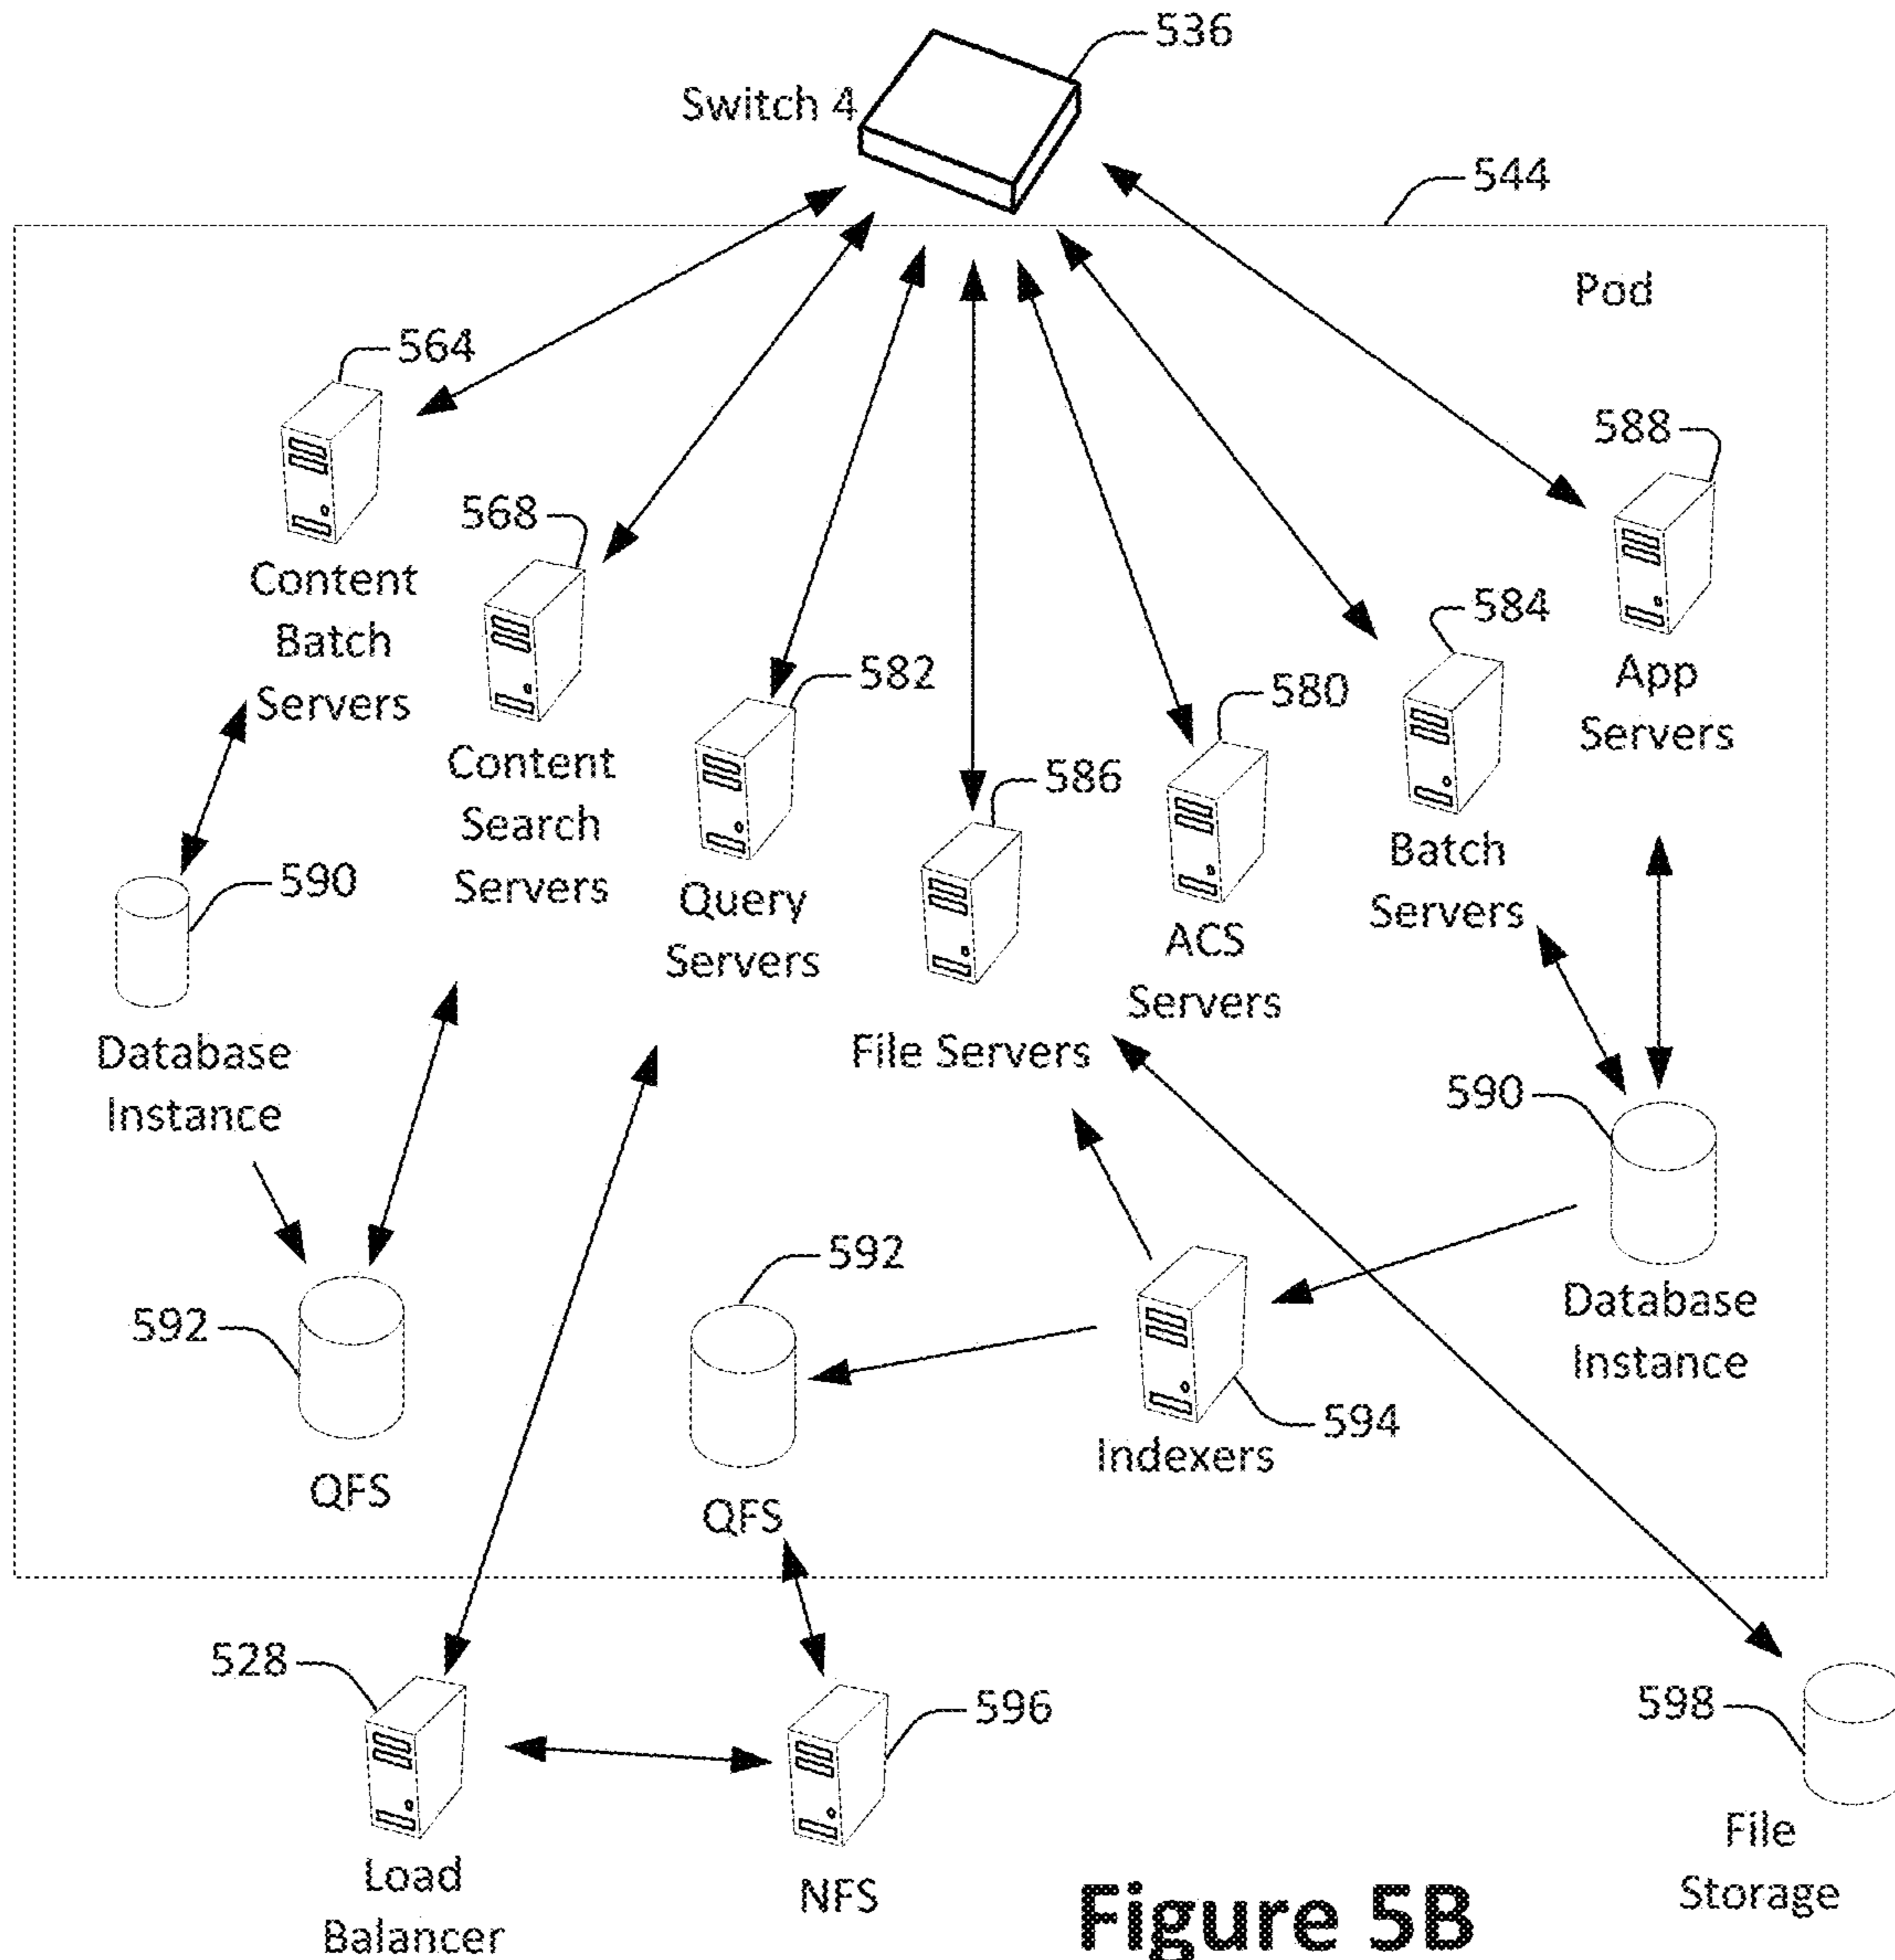 536
Switch 4
544
Pod
564
Content
Batch
Servers
568
Content
Search
Servers
582
Query
Servers
586
File Servers
580
ACS
Servers
584
Batch
Servers
588
App
Servers
590
Database
Instance
590
Database
Instance
592
QFS
592
QFS
594
Indexers
528
Load
Balancer
596
NFS
598
File
Storage
Figure 5B